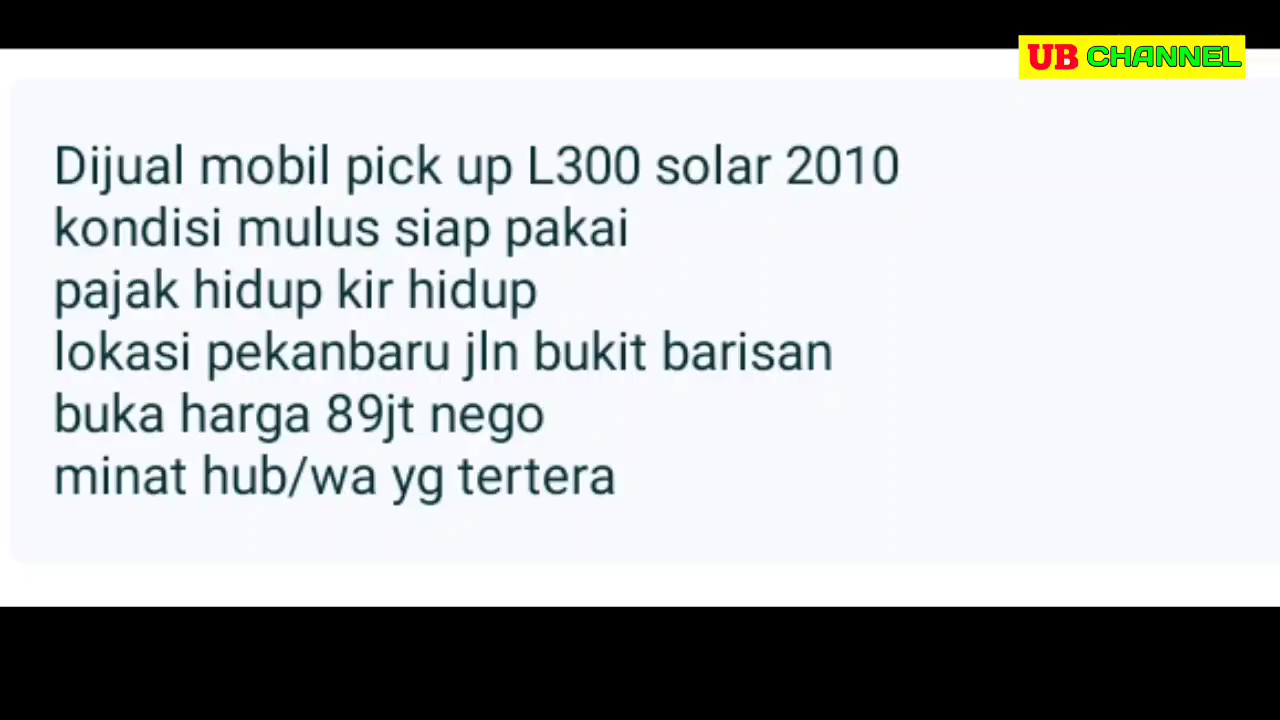 UB CHANNEL
Dijual mobil pick up L300 solar 2010
kondisi mulus siap pakai
pajak hidup kir hidup
lokasi pekanbaru jln bukit barisan
buka harga 89jt nego
minat hub/wa yg tertera